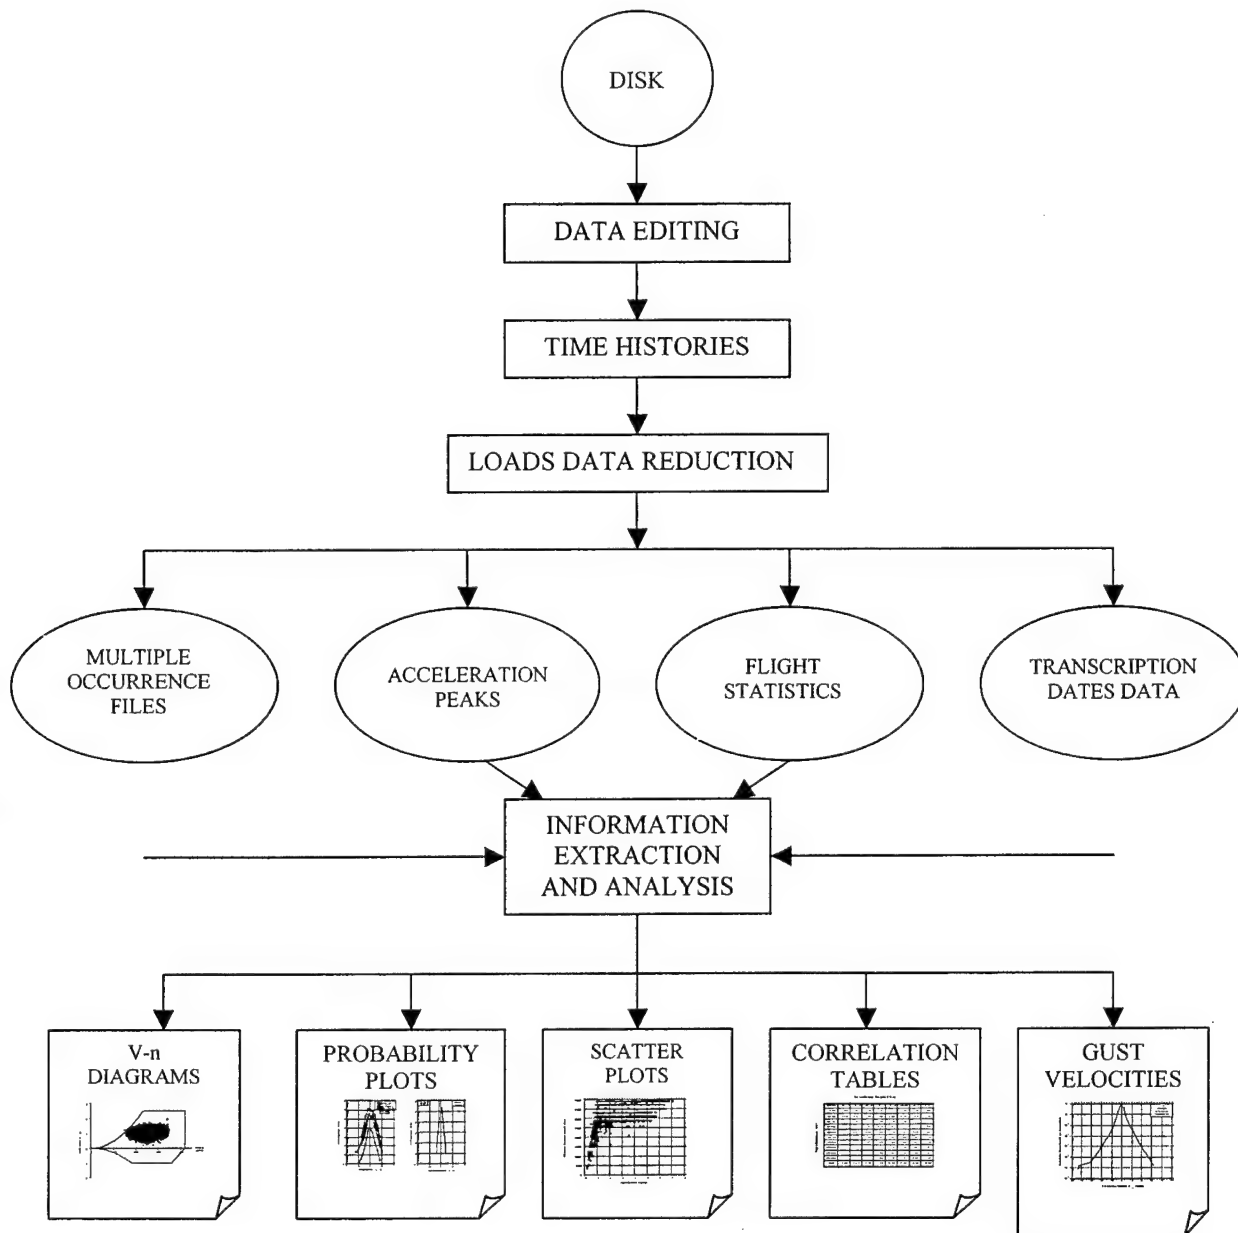 DISK
DATA EDITING
TIME HISTORIES
LOADS DATA REDUCTION
MULTIPLE
OCCURRENCE
FILES
ACCELERATION
PEAKS
FLIGHT
STATISTICS
TRANSCRIPTION
DATES DATA
INFORMATION
EXTRACTION
AND ANALYSIS
V-n
DIAGRAMS
PROBABILITY
PLOTS
SCATTER
PLOTS
CORRELATION
TABLES
GUST
VELOCITIES